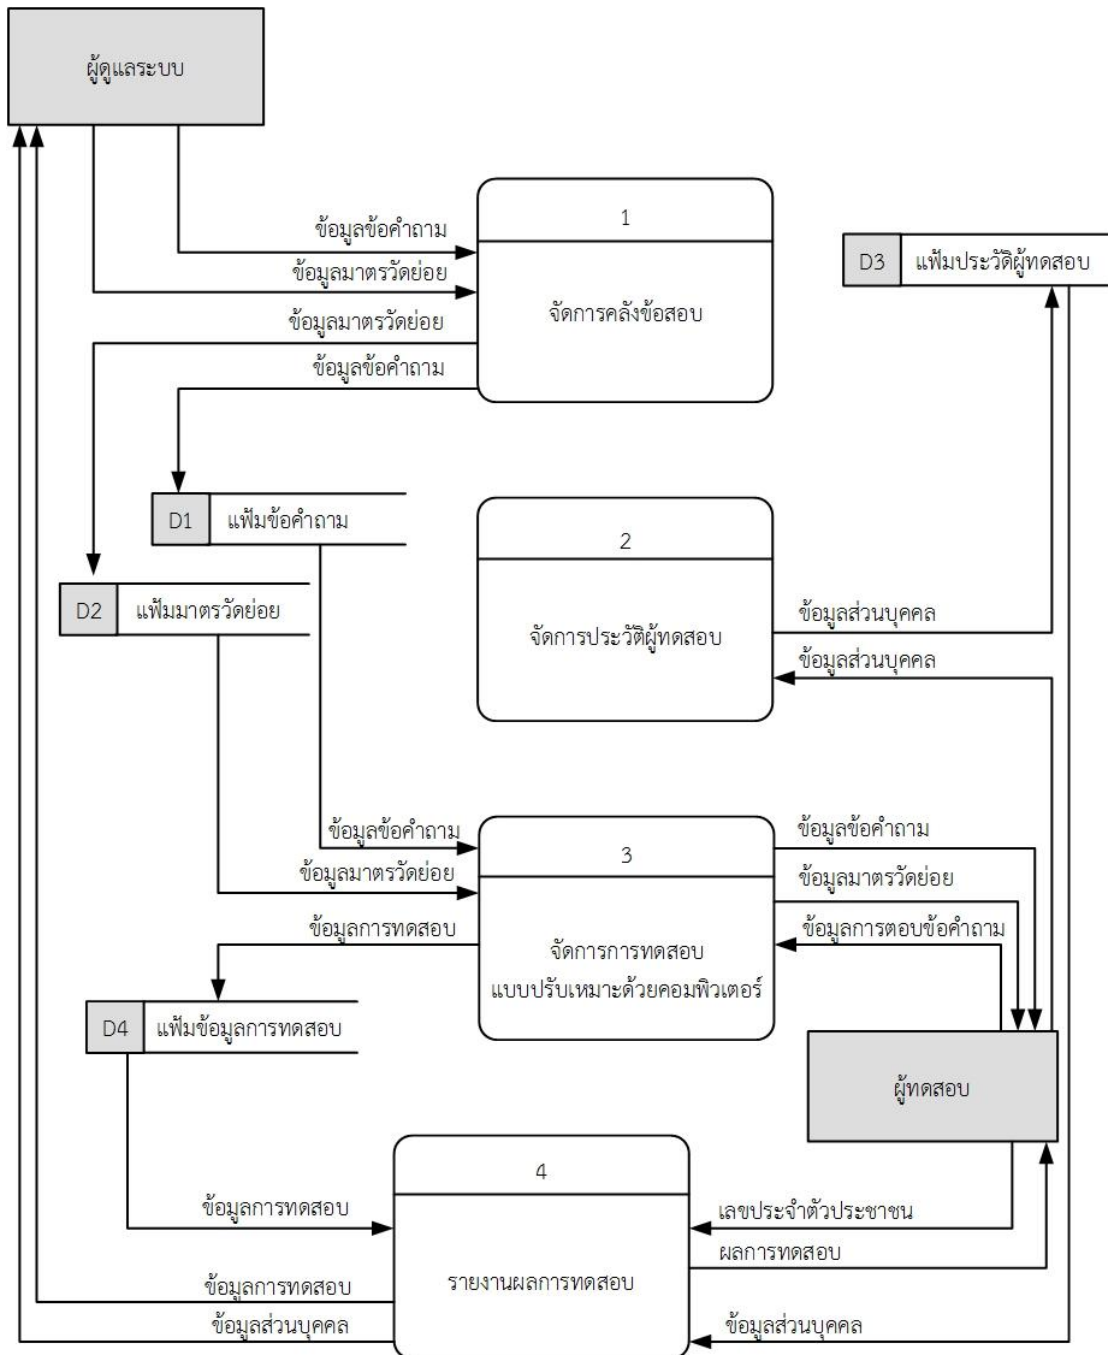 ผู้ดูแลระบบ
1
ข้อมูลข้อคำถาม
D3 แฟ้มประวัติผู้ทดสอบ
ข้อมูลมาตรวัดย่อย
จัดการคลังข้อสอบ
ข้อมูลมาตรวัดย่อย
ข้อมูลข้อคำถาม
D1 แฟ้มข้อคำถาม
2
D2 แฟ้มมาตรวัดย่อย
ข้อมูลส่วนบุคคล
จัดการประวัติผู้ทดสอบ
ข้อมูลส่วนบุคคล
ข้อมูลข้อคำถาม
3
ข้อมูลข้อคำถาม
ข้อมูลมาตรวัดย่อย
ข้อมูลมาตรวัดย่อย
ข้อมูลการทดสอบ
ข้อมูลการตอบข้อคำถาม
จัดการการทดสอบ
แบบปรับเหมาะด้วยคอมพิวเตอร์
D4 แฟ้มข้อมูลการทดสอบ
ผู้ทดสอบ
4
ข้อมูลการทดสอบ
เลขประจำตัวประชาชน
ผลการทดสอบ
รายงานผลการทดสอบ
ข้อมูลการทดสอบ
ข้อมูลส่วนบุคคล
ข้อมูลส่วนบุคคล